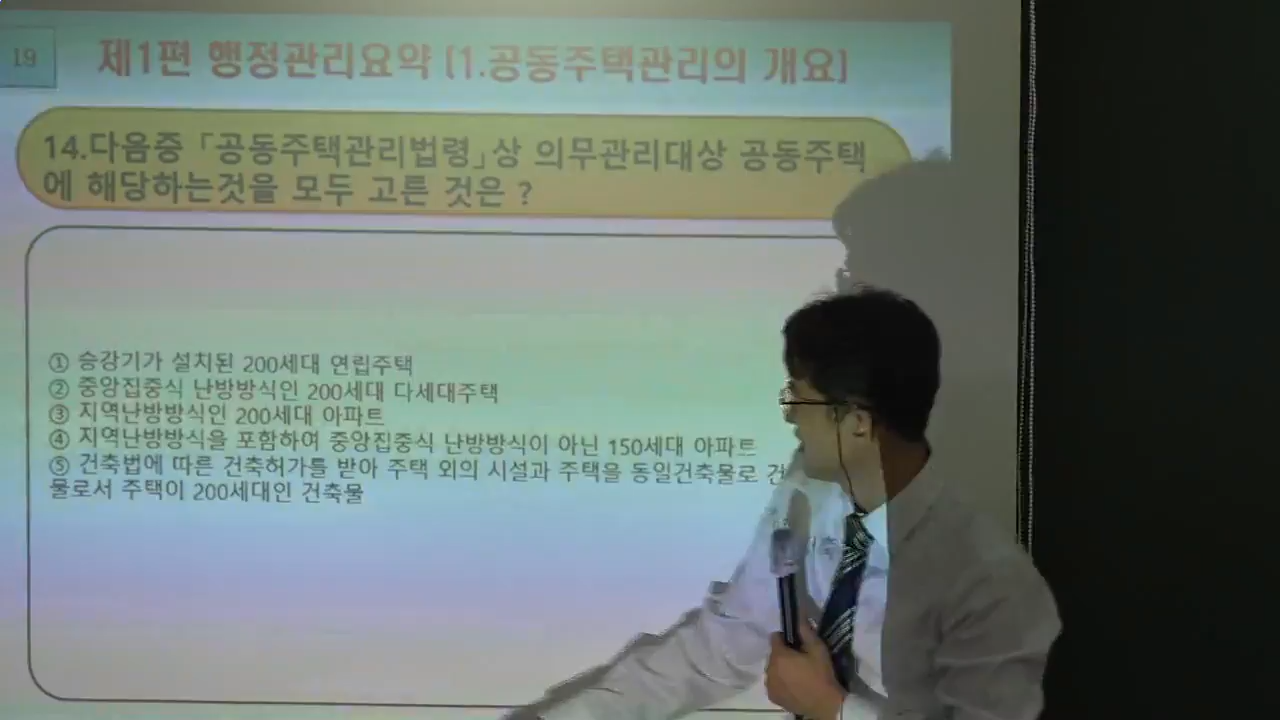 19
제1편 행정관리요약 [1.공동주택관리의 개요]
14.다음중 「공동주택관리법령」상 의무관리대상 공동주택
에 해당하는것을 모두 고른 것은 ?
① 승강기가 설치된 200세대 연립주택
② 중앙집중식 난방방식인 200세대 다세대주택
③ 지역난방방식인 200세대 아파트
④ 지역난방방식을 포함하여 중앙집중식 난방방식이 아닌 150세대 아파트
⑤ 건축법에 따른 건축허가를 받아 주택 외의 시설과 주택을 동일건축물로
물로서 주택이 200세대인 건축물